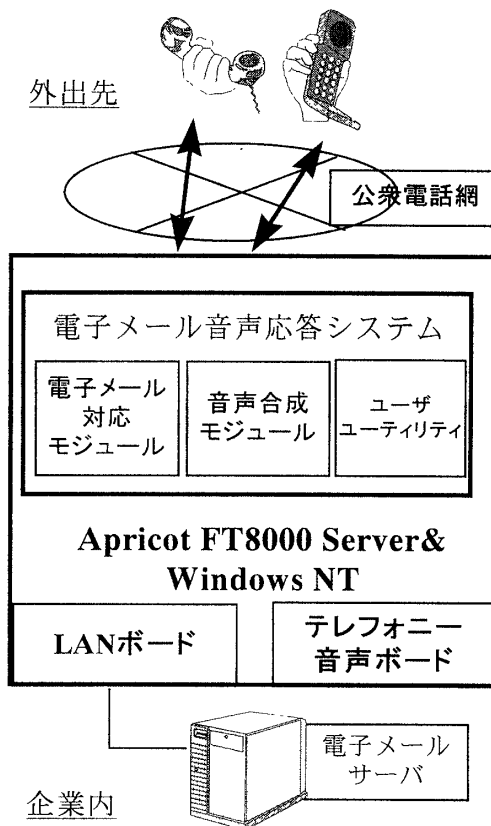 外出先
公衆電話網
電子メール音声応答システム
電子メール
対応
モジュール
音声合成
モジュール
ユーザ
ユーティリティ
Apricot FT8000 Server&
Windows NT
LANボード
テレフォニー
音声ボード
電子メール
サーバ
企業内